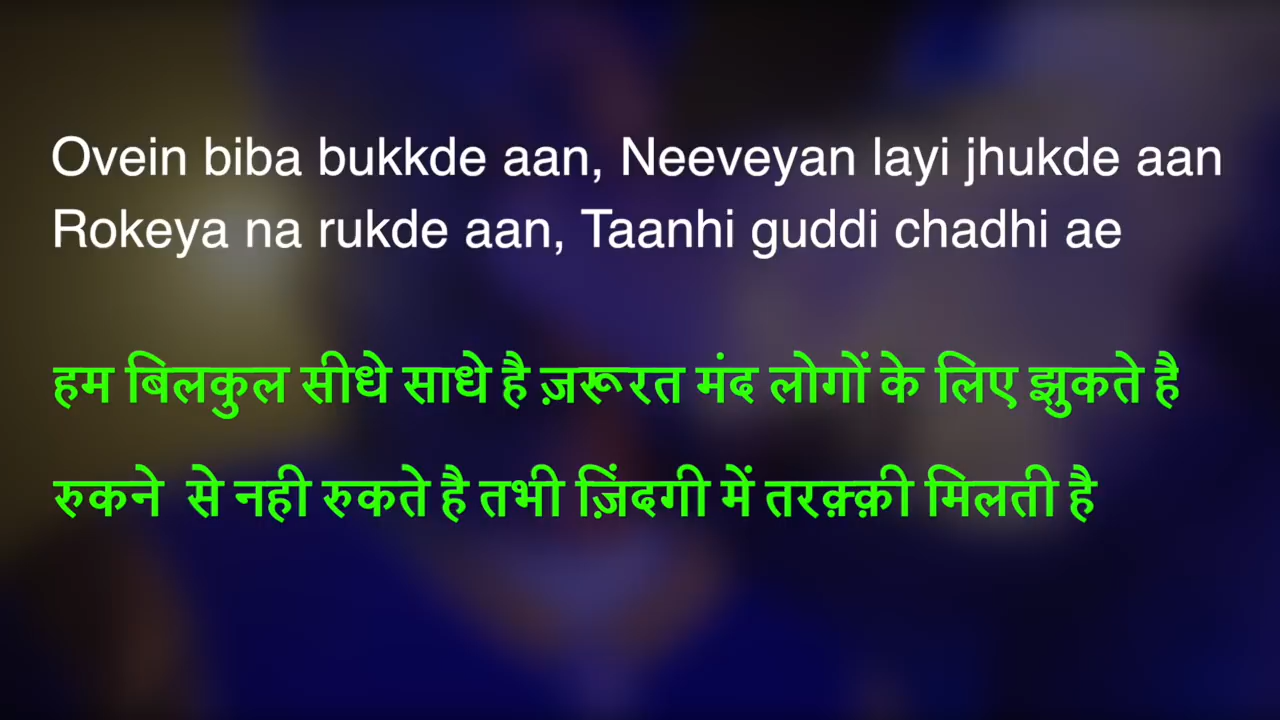 Ovein biba bukkde aan, Neeveyan layi jhukde aan
Rokeya na rukde aan, Taanhi guddi chadhi ae
हम बिलकुल सीधे साधे है ज़रूरत मंद लोगों के लिए झुकते है
रुकने से नही रुकते है तभी ज़िंदगी में तरक़्क़ी मिलती है